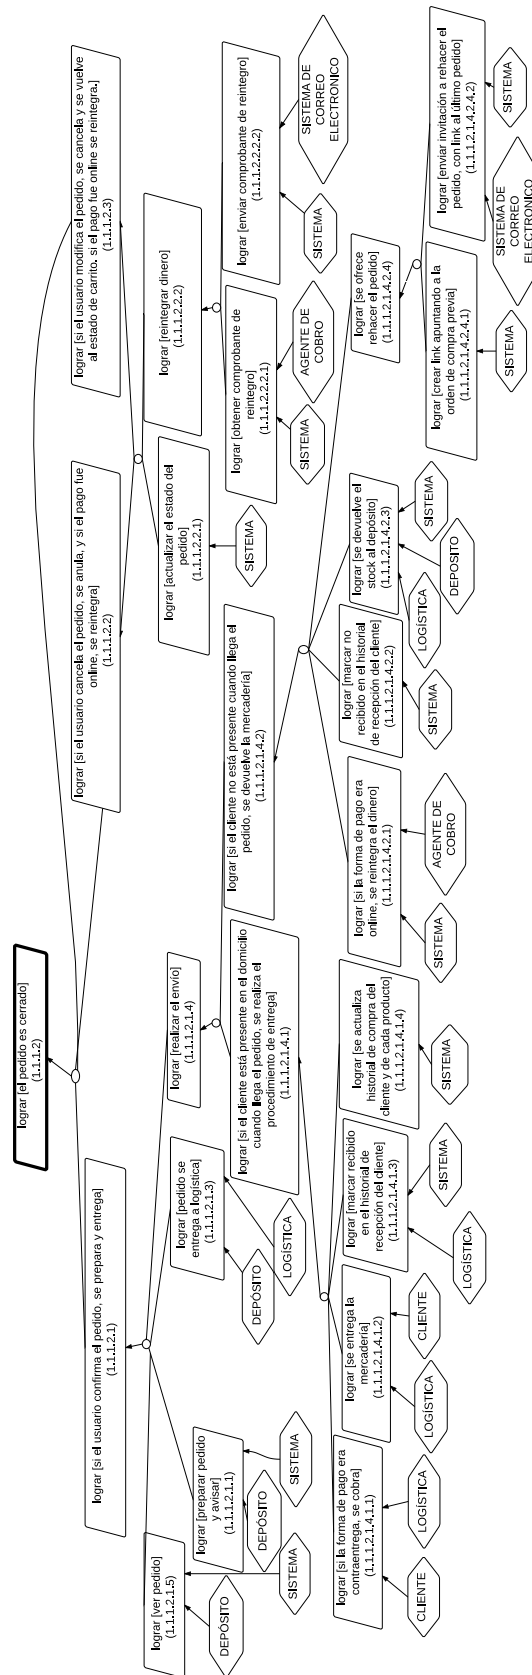 lograr [el pedido es cerrado]
(1.1.1.2)
lograr [si el usuario confirma el pedido, se prepara y entrega]
(1.1.1.2.1)
lograr [si el usuario cancela el pedido, se anula, y si el pago fue
online, se reintegra]
(1.1.1.2.2)
lograr [si el usuario modifica el pedido, se cancela y se vuelve
al estado de carrito. si el pago fue online se reintegra.]
(1.1.1.2.3)
lograr [ver pedido]
(1.1.1.2.1.5)
DEPÓSITO
SISTEMA
lograr [preparar pedido
y avisar]
(1.1.1.2.1.1)
DEPÓSITO
SISTEMA
lograr [pedido se
entrega a logística]
(1.1.1.2.1.3)
DEPÓSITO
LOGÍSTICA
lograr [realizar el envío]
(1.1.1.2.1.4)
lograr [actualizar el estado del
pedido]
(1.1.1.2.2.1)
SISTEMA
lograr [reintegrar dinero]
(1.1.1.2.2.2)
lograr [obtener comprobante de
reintegro]
(1.1.1.2.2.2.1)
SISTEMA
AGENTE DE
COBRO
lograr [enviar comprobante de reintegro]
(1.1.1.2.2.2.2)
SISTEMA
SISTEMA DE
CORREO
ELECTRONICO
lograr [si el cliente está presente en el domicilio
cuando llega el pedido, se realiza el
procedimiento de entrega]
(1.1.1.2.1.4.1)
lograr [si el cliente no está presente cuando llega el
pedido, se devuelve la mercadería]
(1.1.1.2.1.4.2)
lograr [si la forma de pago era
contraentrega, se cobra]
(1.1.1.2.1.4.1.1)
CLIENTE
LOGÍSTICA
lograr [se entrega la
mercadería]
(1.1.1.2.1.4.1.2)
LOGÍSTICA
CLIENTE
lograr [marcar recibido
en el historial de
recepción del cliente]
(1.1.1.2.1.4.1.3)
LOGÍSTICA
SISTEMA
lograr [se actualiza
historial de compra del
cliente y de cada producto]
(1.1.1.2.1.4.1.4)
SISTEMA
lograr [si la forma de pago era
online, se reintegra el dinero]
(1.1.1.2.1.4.2.1)
SISTEMA
AGENTE DE
COBRO
lograr [marcar no
recibido en el historial
de recepción del cliente]
(1.1.1.2.1.4.2.2)
SISTEMA
lograr [se devuelve el
stock al depósito]
(1.1.1.2.1.4.2.3)
LOGÍSTICA
DEPOSITO
SISTEMA
lograr [se ofrece
rehacer el pedido]
(1.1.1.2.1.4.2.4)
lograr [crear link apuntando a la
orden de compra previa]
(1.1.1.2.1.4.2.4.1)
SISTEMA
lograr [enviar invitación a rehacer el
pedido, con link al último pedido]
(1.1.1.2.1.4.2.4.2)
SISTEMA DE
CORREO
ELECTRONICO
SISTEMA